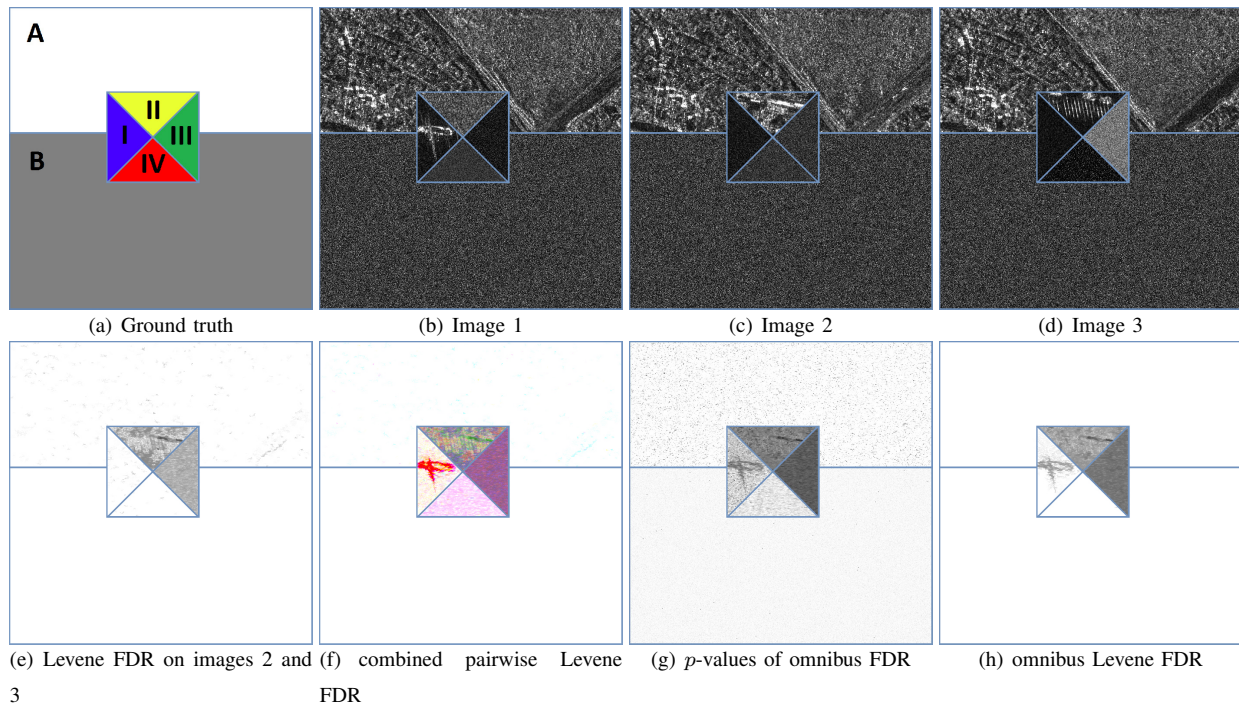 A
II
I
III
IV
B
(a) Ground truth
(b) Image 1
(c) Image 2
(d) Image 3
(e) Levene FDR on images 2 and
3
(f) combined pairwise Levene
FDR
(g) p-values of omnibus FDR
(h) omnibus Levene FDR